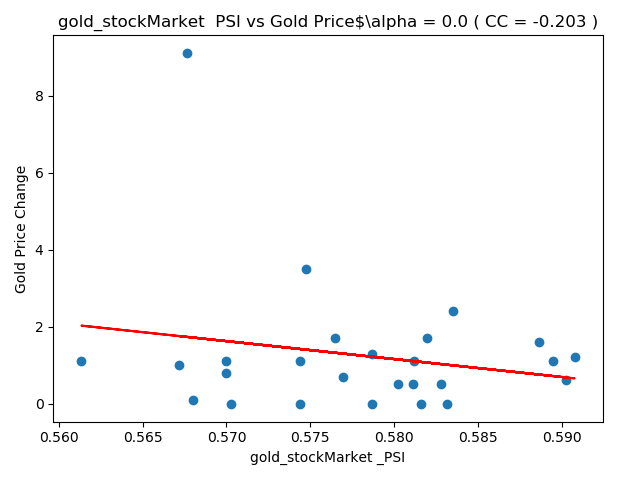 gold_stockMarket  PSI vs Gold Price$\alpha = 0.0 ( CC = -0.203 )
Gold Price Change
8
6
4
2
0
0.560 0.565 0.570 0.575 0.580 0.585 0.590
gold_stockMarket _PSI